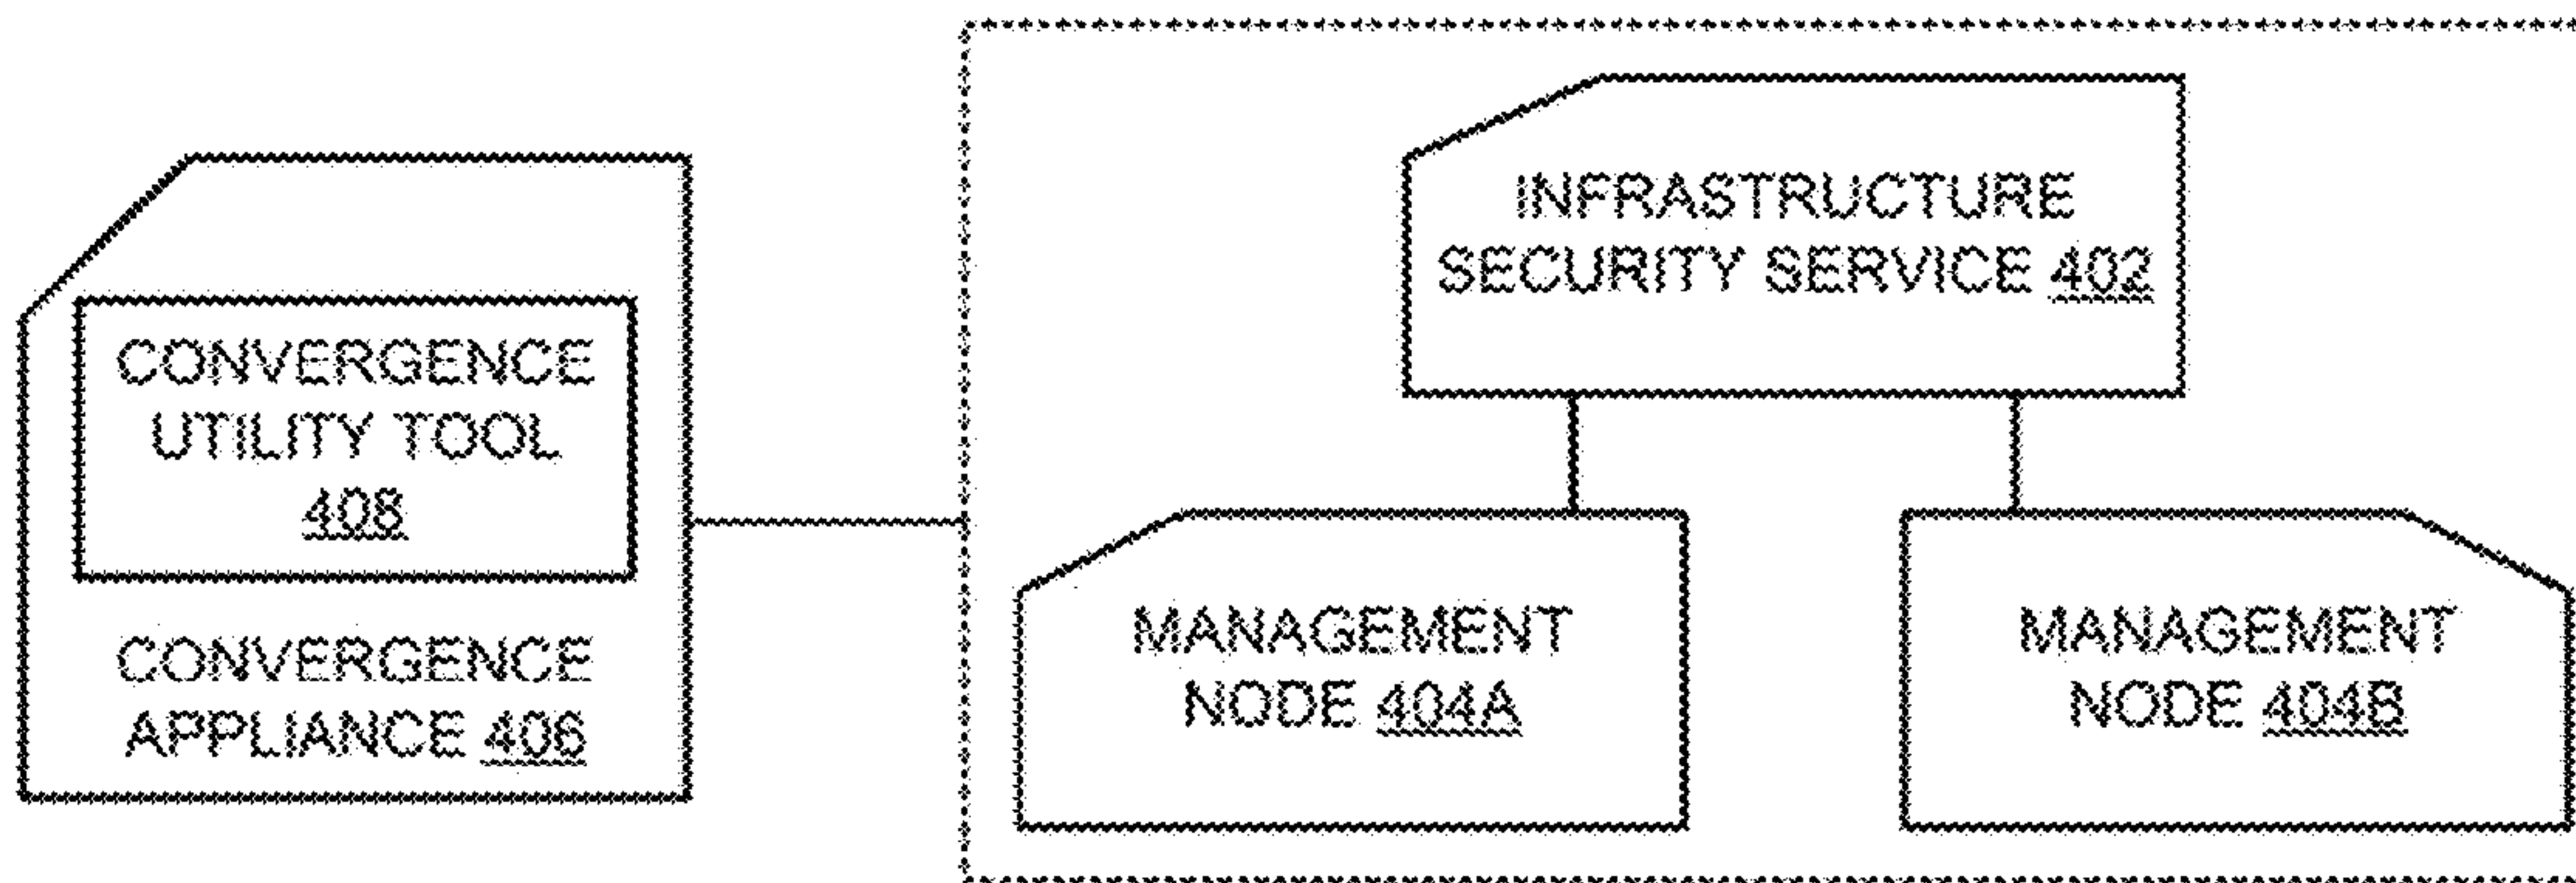 CONVERGENCE
UTILITY TOOL
408
CONVERGENCE
APPLIANCE 406
INFRASTRUCTURE
SECURITY SERVICE 402
MANAGEMENT
NODE 404A
MANAGEMENT
NODE 404B